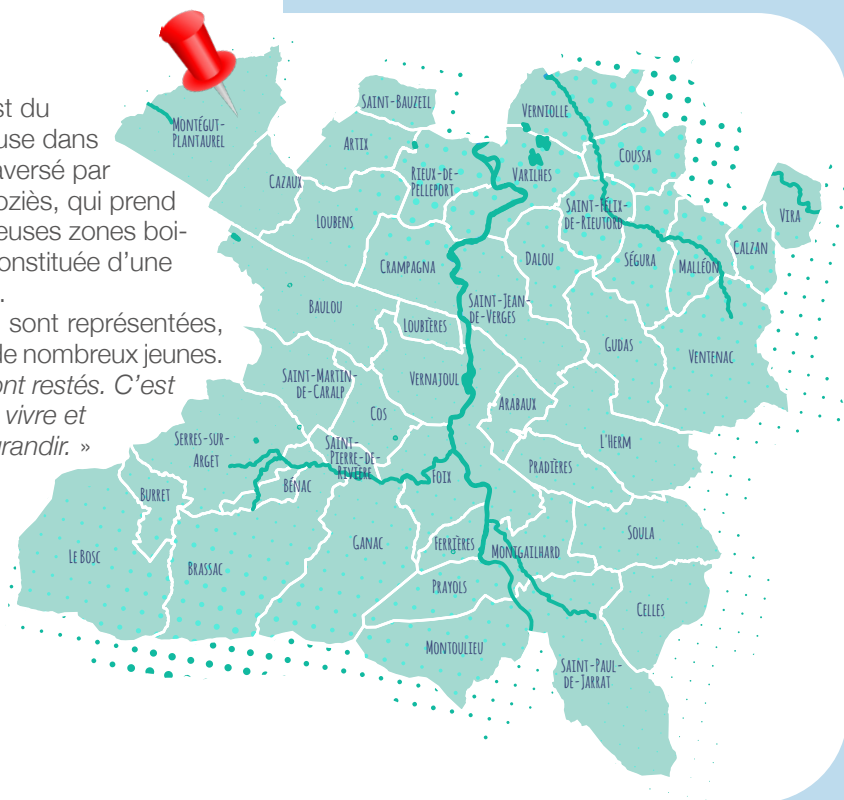 st du
use dans
aversé par
oziès, qui prend
euses zones boi-
onstituée d'une
.
sont représentées,
de nombreux jeunes.
ont restés. C'est
vivre et
grandir. »
MONTÉGUT-
PLANTAUREL
SAINT-BAUZEIL
VERNIOLLE
ARTIX
COUSSA
CAZAUX
RIEUX-DE-
PELLEPORT
VARILHES
LOUBENS
SAINT-FÉLIX-
DE-RIEUTORD
VIRA
CALZAN
CRAMPAGNA
DALOU
SÉGURA
MALLÉON
BAULOU
SAINT-JEAN-
DE-VERGES
LOUBIÈRES
GUDAS
VENTENAC
SAINT-MARTIN-
DE-CARALP
VERNAJOUL
COS
ARABAUX
SERRES-SUR-
ARGET
SAINT-
PIERRE-DE-
RIVIÈRE
L'HERM
FOIX
PRADIÈRES
BURRET
BÉNAC
LE BOSC
BRASSAC
GANAC
FERRIÈRES
MONTGAILHARD
SOULA
PRAYOLS
CELLES
MONTOULIEU
SAINT-PAUL-
DE-JARRAT